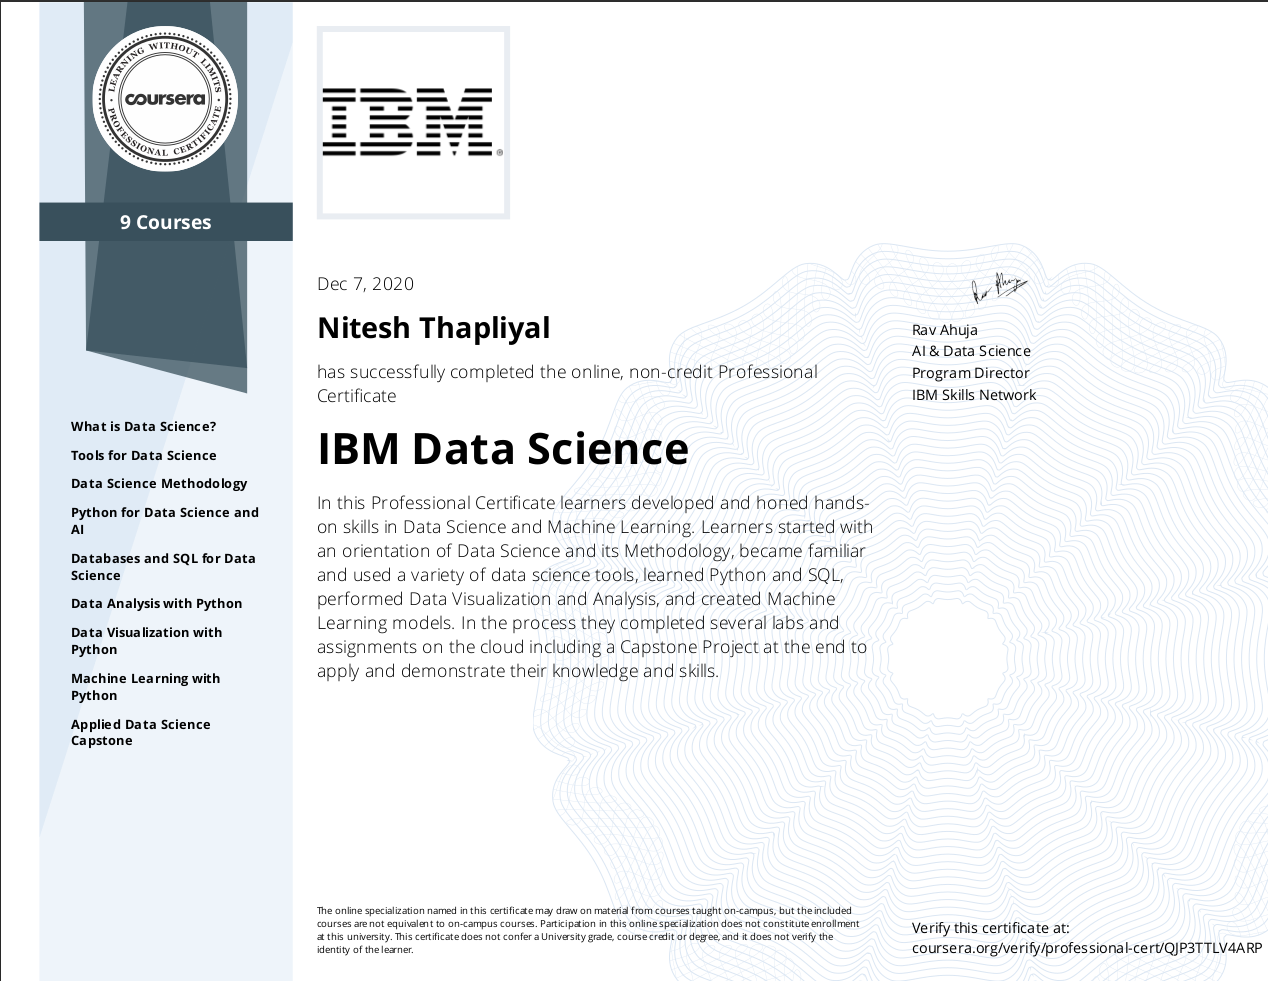 LEARNING WITHOUT LIMITS
coursera
PROFESSIONAL CERTIFICATE
9 Courses
What is Data Science?
Tools for Data Science
Data Science Methodology
Python for Data Science and
AI
Databases and SQL for Data
Science
Data Analysis with Python
Data Visualization with
Python
Machine Learning with
Python
Applied Data Science
Capstone
IBM®
Dec 7, 2020
Nitesh Thapliyal
has successfully completed the online, non-credit Professional
Certificate
IBM Data Science
In this Professional Certificate learners developed and honed hands-
on skills in Data Science and Machine Learning. Learners started with
an orientation of Data Science and its Methodology, became familiar
and used a variety of data science tools, learned Python and SQL,
performed Data Visualization and Analysis, and created Machine
Learning models. In the process they completed several labs and
assignments on the cloud including a Capstone Project at the end to
apply and demonstrate their knowledge and skills.
Rav Ahuja
Rav Ahuja
AI & Data Science
Program Director
IBM Skills Network
The online specialization named in this certificate may draw on material from courses taught on-campus, but the included
courses are not equivalent to on-campus courses. Participation in this online specialization does not constitute enrollment
at this university. This certificate does not confer a University grade, course credit or degree, and it does not verify the
identity of the learner.
Verify this certificate at:
coursera.org/verify/professional-cert/QJP3TTLV4ARP